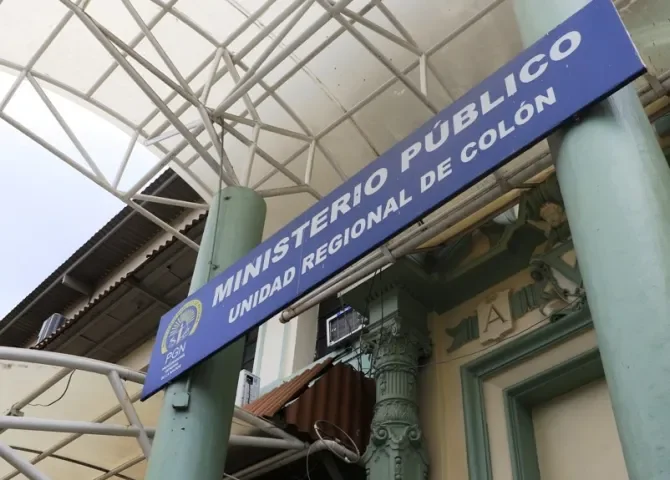 MINISTERIO PÚBLICO
UNIDAD REGIONAL DE COLÓN
PGN
A